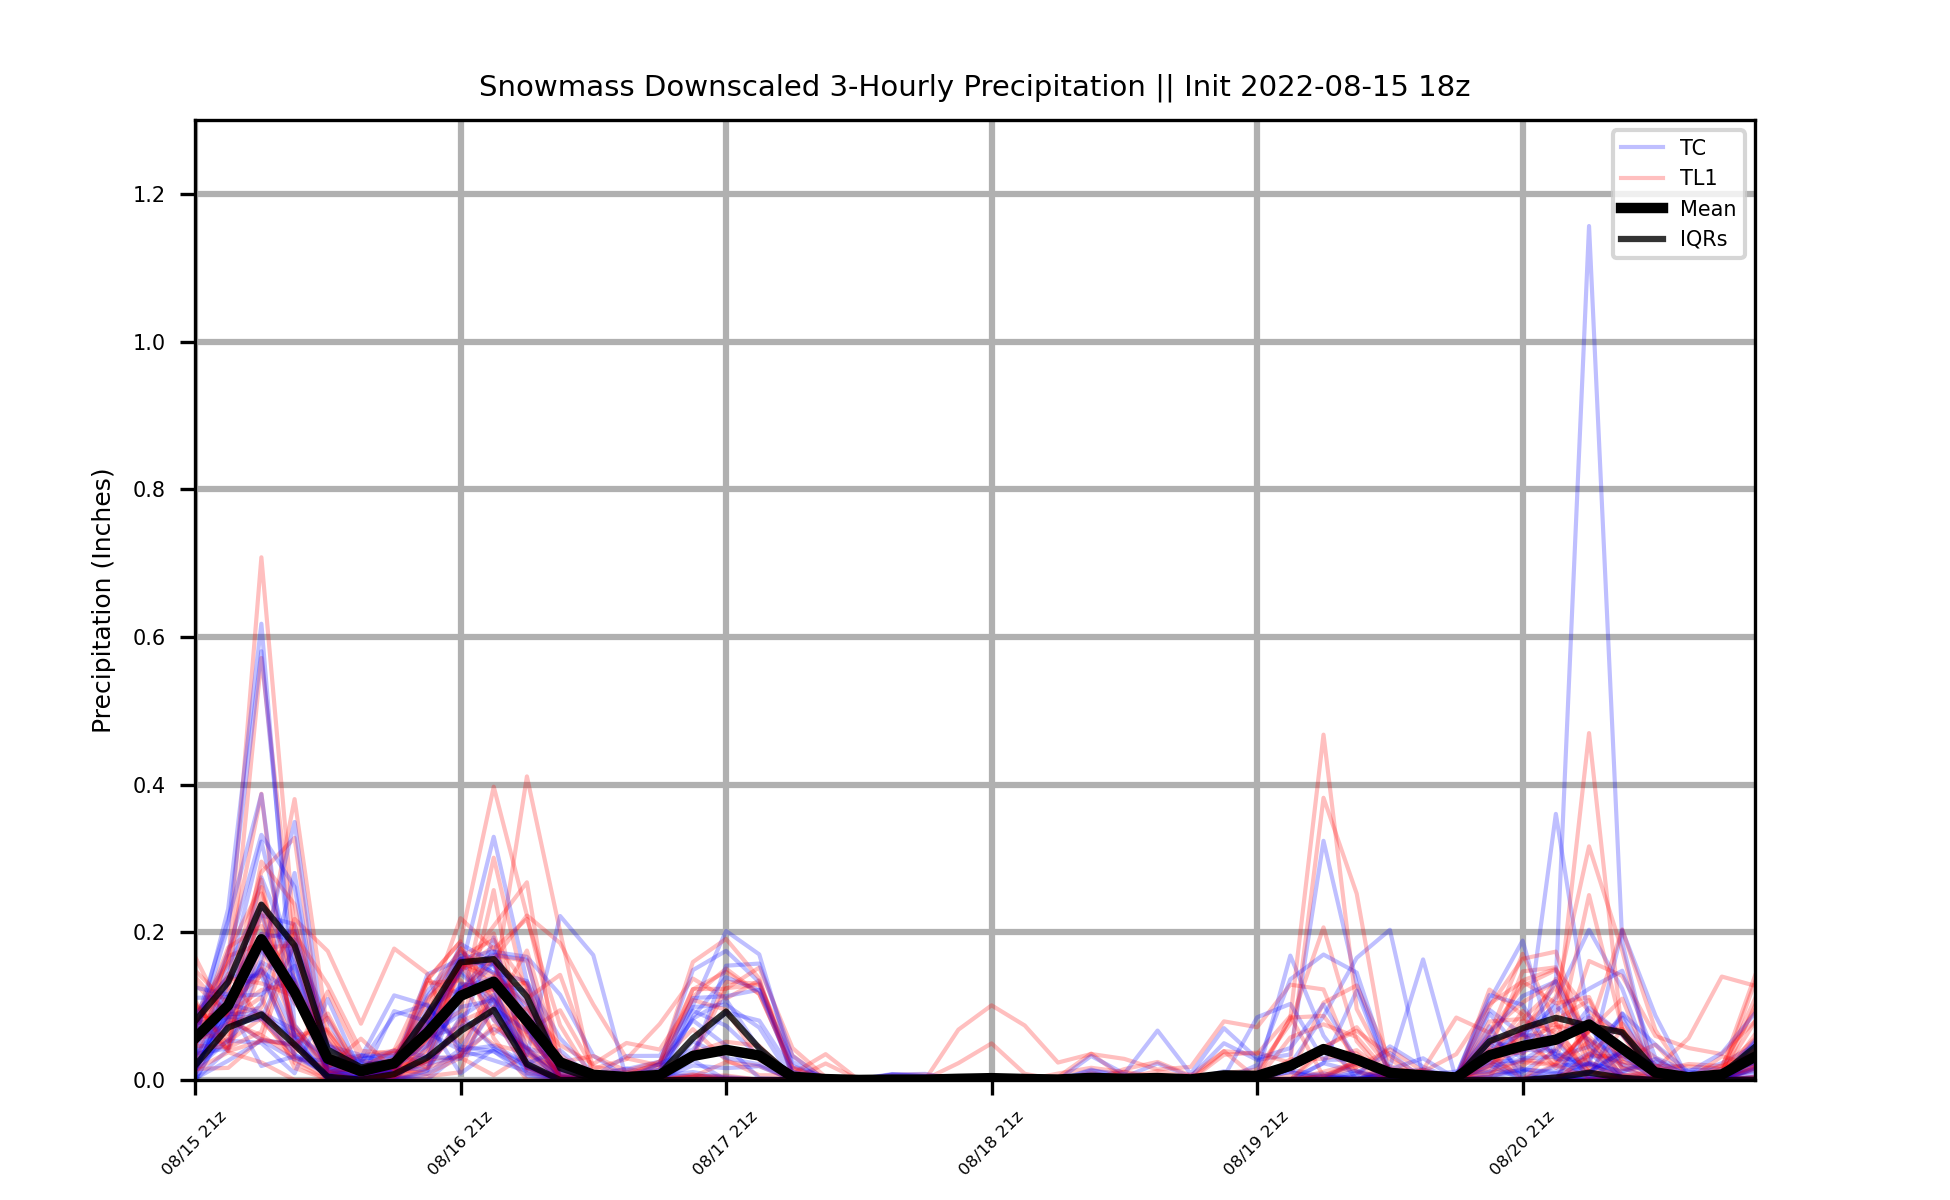 Snowmass Downscaled 3-Hourly Precipitation || Init 2022-08-15 18z
TC
TL1
Mean
IQRs
Precipitation (Inches)
1.2
1.0
0.8
0.6
0.4
0.2
0.0
08/15 21z
08/16 21z
08/17 21z
08/18 21z
08/19 21z
08/20 21z